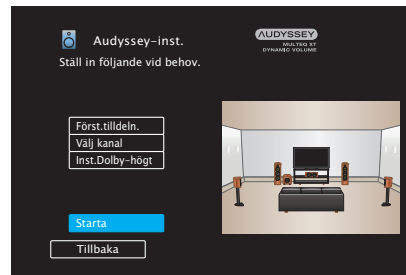 Audyssey-inst.
AUDYSSEY
MULTEQ XT
DYNAMIC VOLUME
Ställ in följande vid behov.
Först.tilldeln.
Välj kanal
Inst.Dolby-högt
Starta
Tillbaka